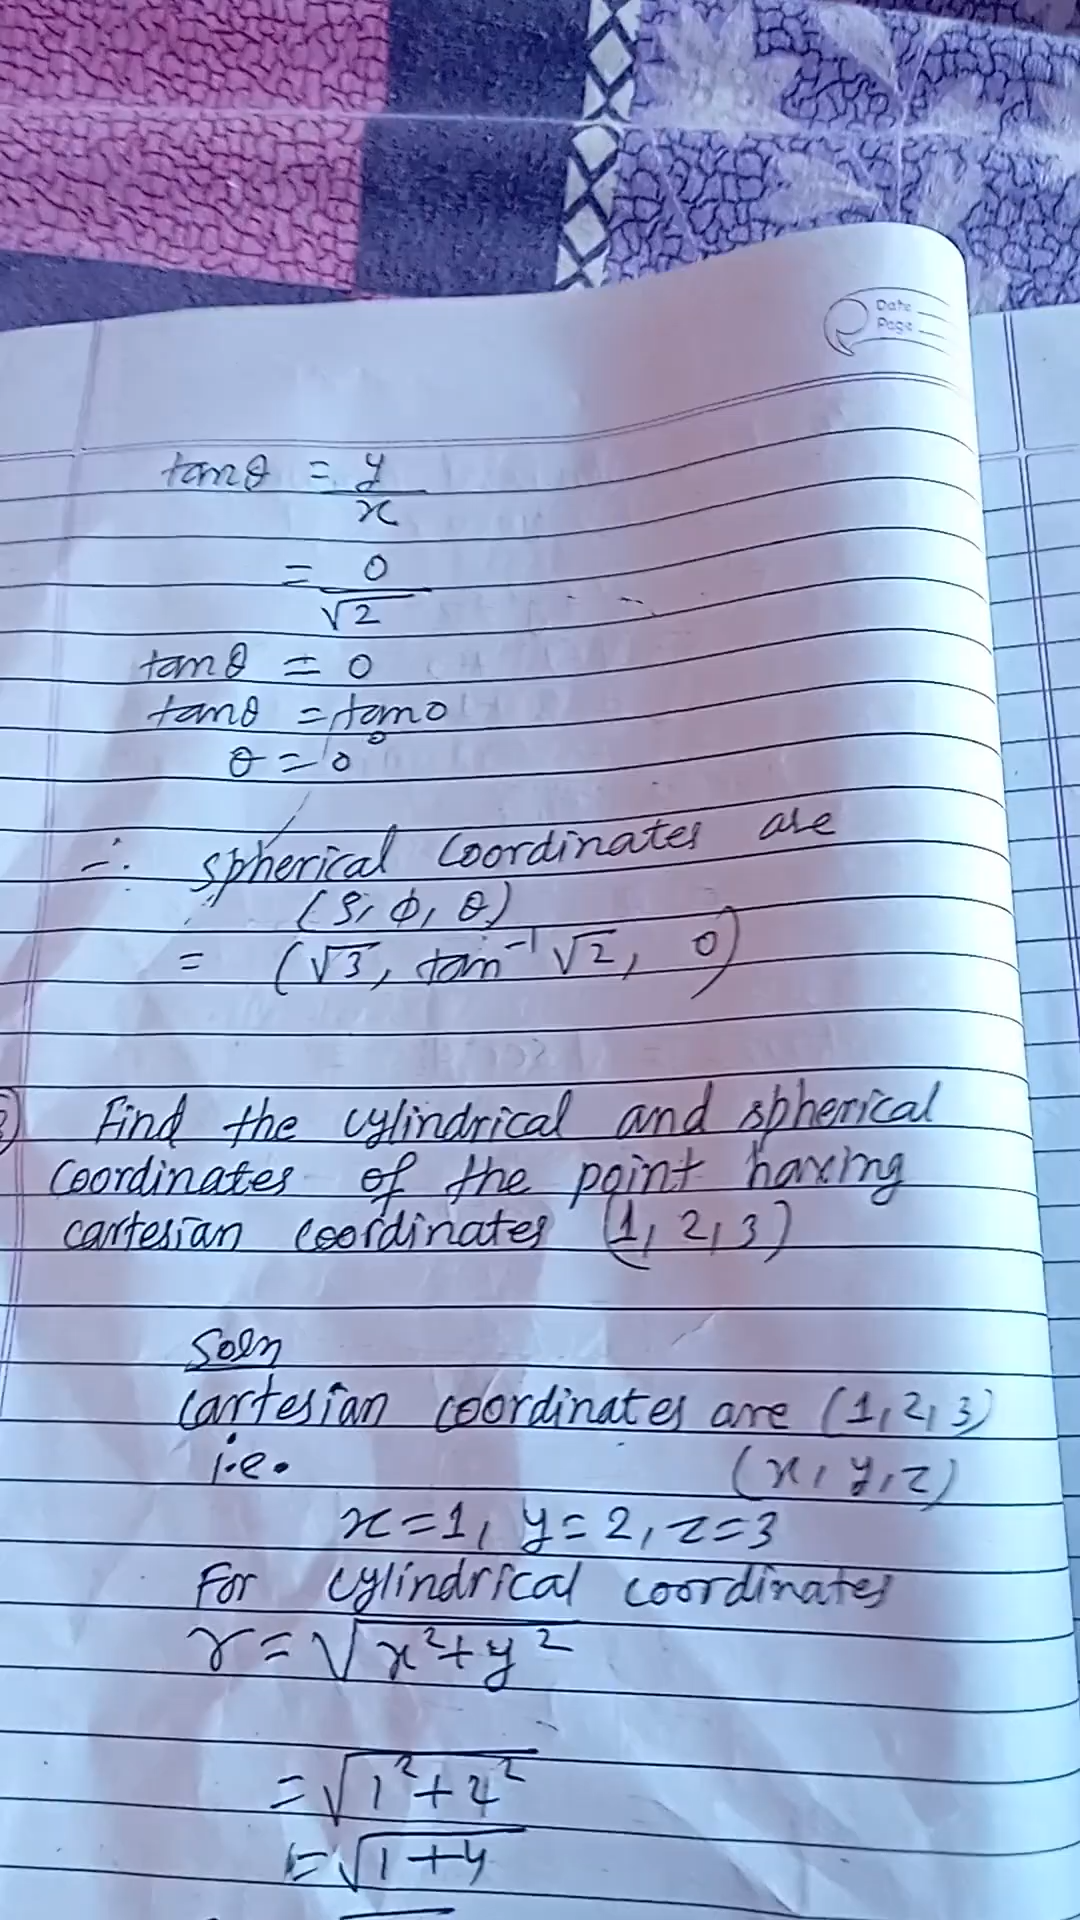 Date
Page
tanθ = y/x
= 0/√2
tanθ = 0
tanθ = tan0
θ = 0°
∴ spherical coordinates are
(ρ, φ, θ)
= (√3, tan⁻¹√2, 0)
Find the cylindrical and spherical
coordinates of the point having
cartesian coordinates (1, 2, 3)
Soln
Cartesian coordinates are (1, 2, 3)
i.e. (x, y, z)
x=1, y=2, z=3
For cylindrical coordinates
r = √x²+y²
= √1²+2²
= √1+4